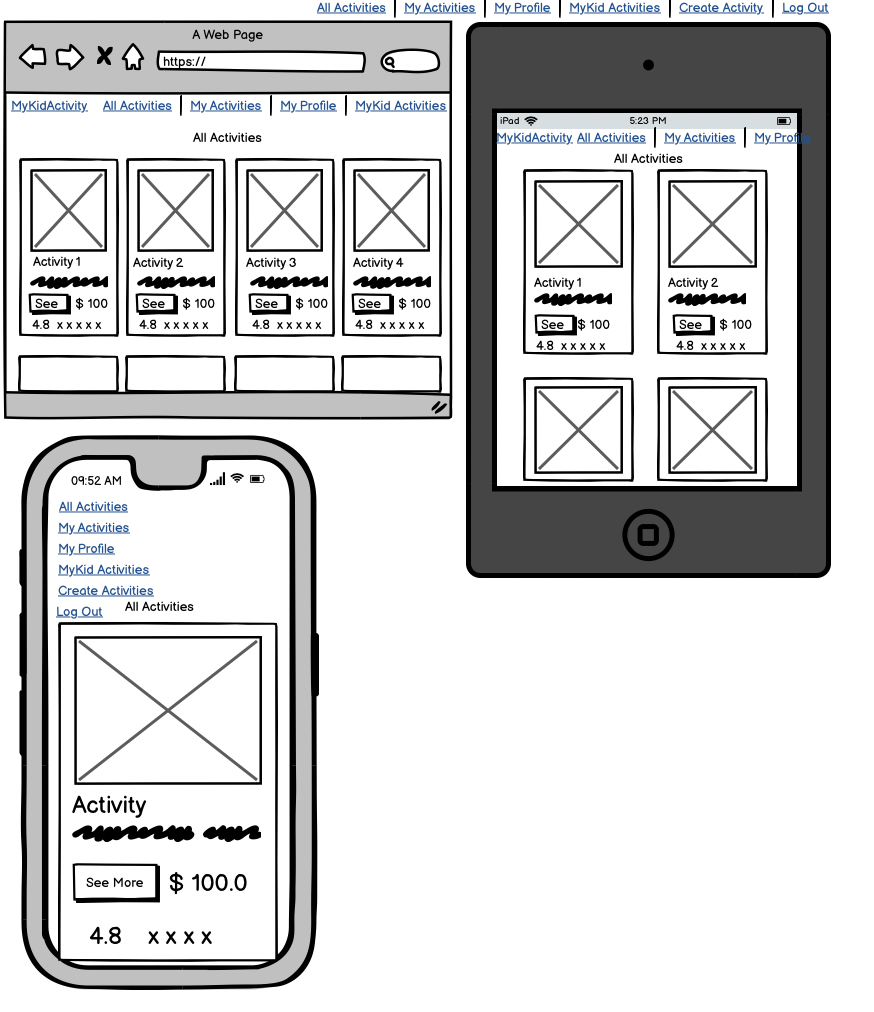 All Activities My Activities My Profile MyKid Activities Create Activity Log Out
A Web Page
https://
MyKidActivity All Activities My Activities My Profile MyKid Activities
All Activities
Activity 1 Activity 2 Activity 3 Activity 4
See $ 100 See $ 100 See $ 100 See $ 100
4.8 x x x x x 4.8 x x x x x 4.8 x x x x x 4.8 x x x x x
iPad 5:23 PM
MyKidActivity All Activities My Activities My Profile
All Activities
Activity 1 Activity 2
See $ 100 See $ 100
4.8 x x x x x 4.8 x x x x x
09:52 AM
All Activities
My Activities
My Profile
MyKid Activities
Create Activities
Log Out All Activities
Activity
See More $ 100.0
4.8 x x x x